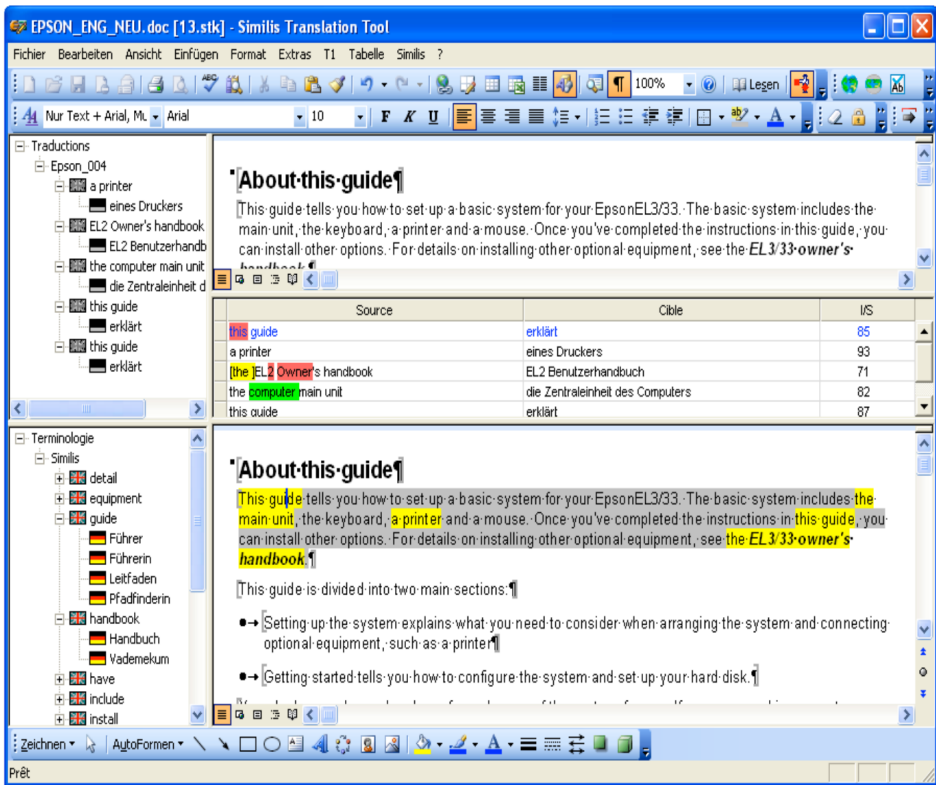 EPSON_ENG_NEU.doc [13.stk] - Similis Translation Tool
Fichier Bearbeiten Ansicht Einfügen Format Extras T1 Tabelle Similis ?
100% Lesen
Nur Text + Arial, Mu Arial 10 F K U
Traductions
Epson_004
a printer
eines Druckers
EL2 Owner's handbook
EL2 Benutzerhandb
the computer main unit
die Zentraleinheit d
this guide
erklärt
this guide
erklärt
About·this·guide¶
This·guide·tells·you·how·to·set·up·a·basic·system·for·your·EpsonEL3/33.·The·basic·system·includes·the·
main·unit,·the·keyboard,·a·printer·and·a·mouse.·Once·you've·completed·the·instructions·in·this·guide,·you·
can·install·other·options.·For·details·on·installing·other·optional·equipment,·see·the·EL3/33·owner's·
handbook.¶
Source Cible I/S
this guide erklärt 85
a printer eines Druckers 93
[the ]EL2 Owner's handbook EL2 Benutzerhandbuch 71
the computer main unit die Zentraleinheit des Computers 82
this guide erklärt 87
Terminologie
Similis
detail
equipment
guide
Führer
Führerin
Leitfaden
Pfadfinderin
handbook
Handbuch
Vademekum
have
include
install
About·this·guide¶
This·guide·tells·you·how·to·set·up·a·basic·system·for·your·EpsonEL3/33.·The·basic·system·includes·the·
main·unit,·the·keyboard,·a·printer·and·a·mouse.·Once·you've·completed·the·instructions·in·this·guide,·you·
can·install·other·options.·For·details·on·installing·other·optional·equipment,·see·the·EL3/33·owner's·
handbook.¶
This·guide·is·divided·into·two·main·sections:¶
Setting·up·the·system·explains·what·you·need·to·consider·when·arranging·the·system·and·connecting·
optional·equipment,·such·as·a·printer¶
Getting·started·tells·you·how·to·configure·the·system·and·set·up·your·hard·disk.¶
Zeichnen AutoFormen
Prêt